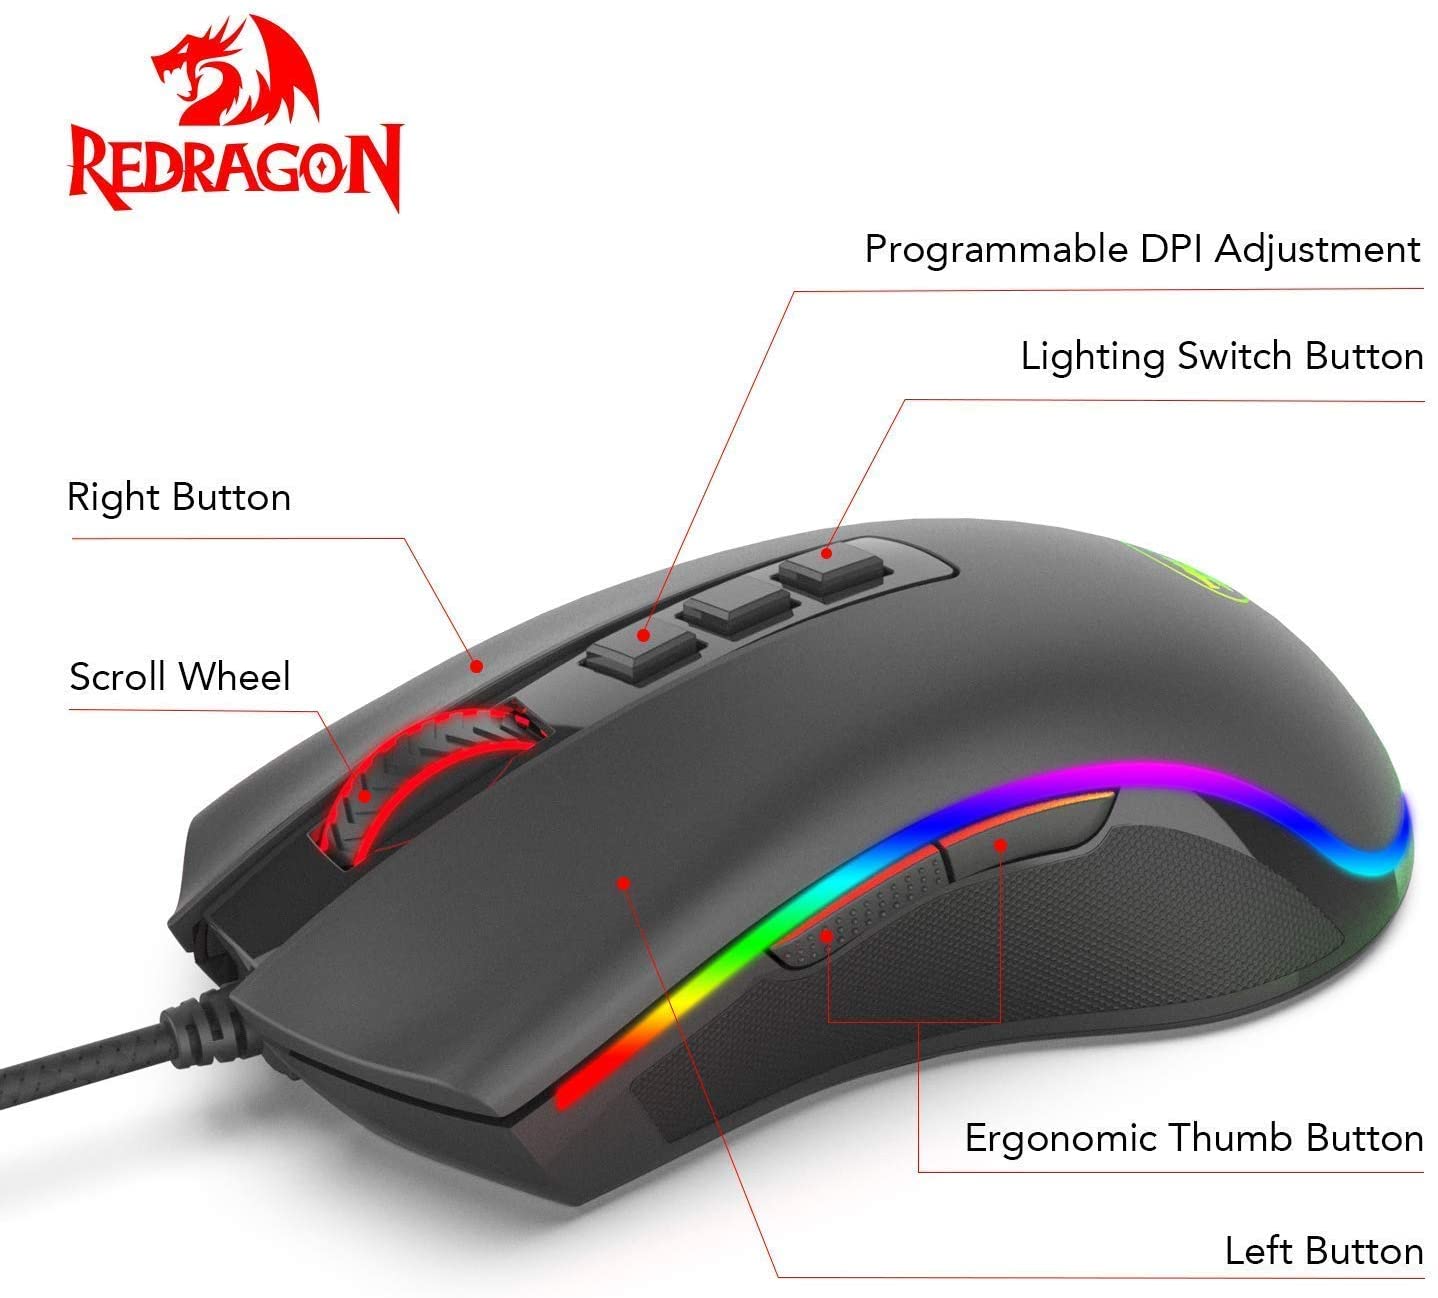 REDRAGON
Programmable DPI Adjustment
Lighting Switch Button
Right Button
Scroll Wheel
Ergonomic Thumb Button
Left Button